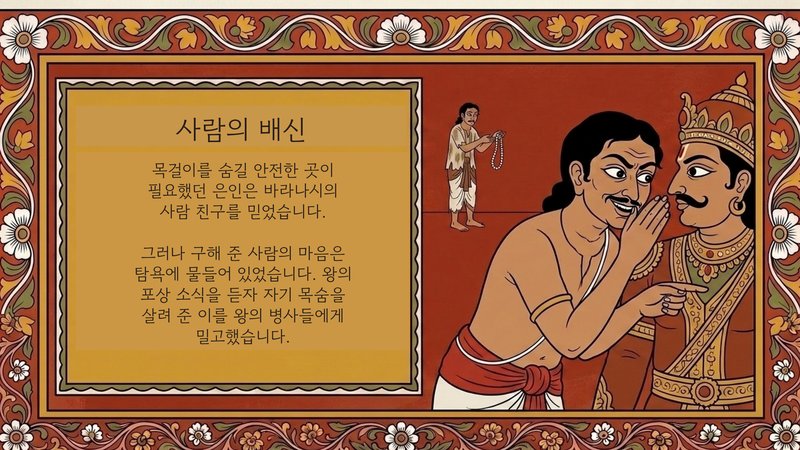 사람의 배신
목걸이를 숨길 안전한 곳이
필요했던 은인은 바라나시의
사람 친구를 믿었습니다.
그러나 구해 준 사람의 마음은
탐욕에 물들어 있었습니다. 왕의
포상 소식을 듣자 자기 목숨을
살려 준 이를 왕의 병사들에게
밀고했습니다.